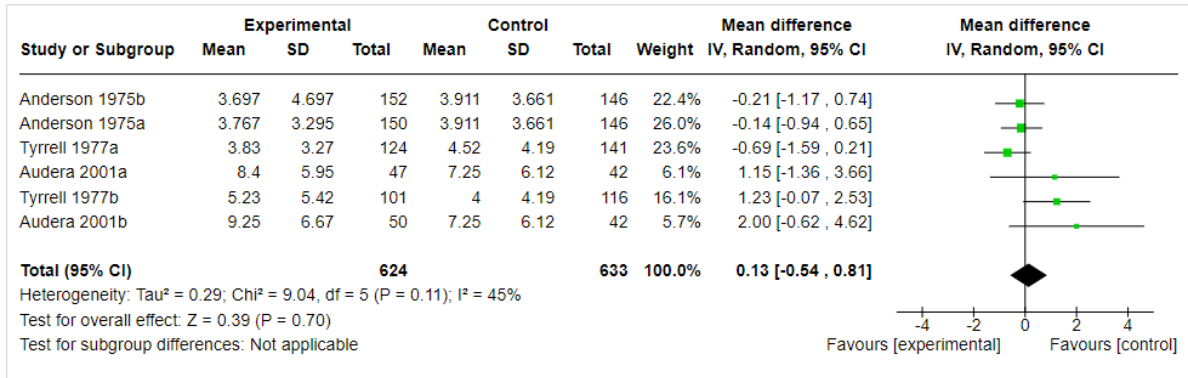 Experimental Control Mean difference Mean difference
Study or Subgroup Mean SD Total Mean SD Total Weight IV, Random, 95% CI IV, Random, 95% CI
Anderson 1975b 3.697 4.697 152 3.911 3.661 146 22.4% -0.21 [-1.17 , 0.74]
Anderson 1975a 3.767 3.295 150 3.911 3.661 146 26.0% -0.14 [-0.94 , 0.65]
Tyrrell 1977a 3.83 3.27 124 4.52 4.19 141 23.6% -0.69 [-1.59 , 0.21]
Audera 2001a 8.4 5.95 47 7.25 6.12 42 6.1% 1.15 [-1.36 , 3.66]
Tyrrell 1977b 5.23 5.42 101 4 4.19 116 16.1% 1.23 [-0.07 , 2.53]
Audera 2001b 9.25 6.67 50 7.25 6.12 42 5.7% 2.00 [-0.62 , 4.62]
Total (95% CI) 624 633 100.0% 0.13 [-0.54 , 0.81]
Heterogeneity: Tau² = 0.29; Chi² = 9.04, df = 5 (P = 0.11); I² = 45%
Test for overall effect: Z = 0.39 (P = 0.70)
-4 -2 0 2 4
Test for subgroup differences: Not applicable Favours [experimental] Favours [control]